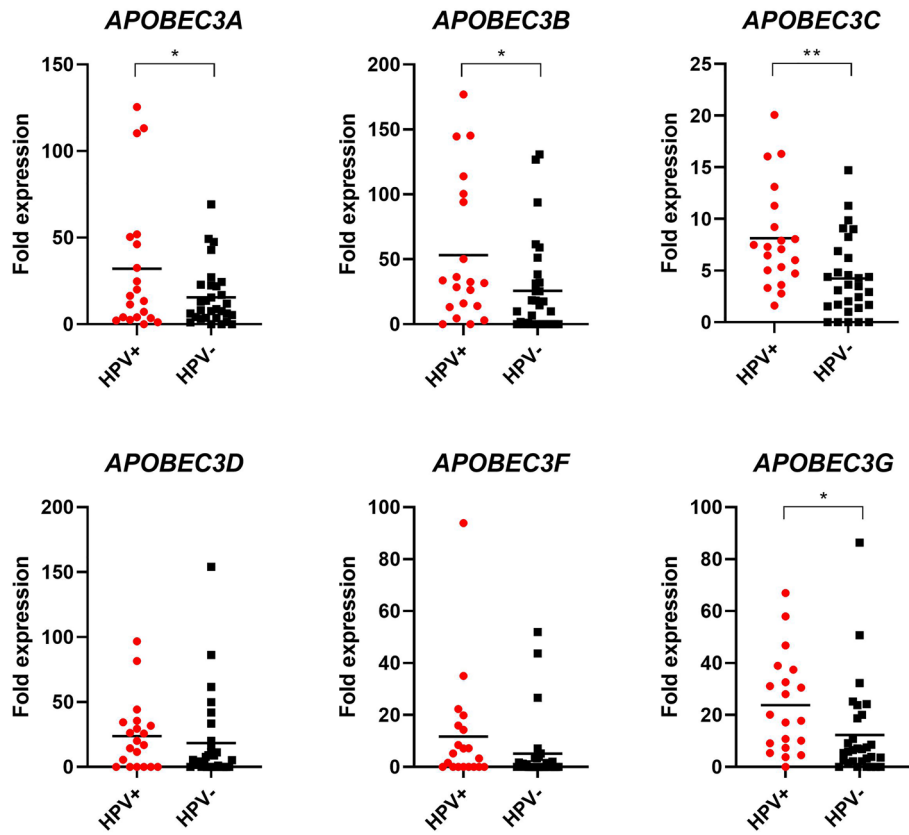 APOBEC3A
*
Fold expression
150
100
50
0
HPV+
HPV-
APOBEC3B
*
Fold expression
200
150
100
50
0
HPV+
HPV-
APOBEC3C
**
Fold expression
25
20
15
10
5
0
HPV+
HPV-
APOBEC3D
Fold expression
200
150
100
50
0
HPV+
HPV-
APOBEC3F
Fold expression
100
80
60
40
20
0
HPV+
HPV-
APOBEC3G
*
Fold expression
100
80
60
40
20
0
HPV+
HPV-